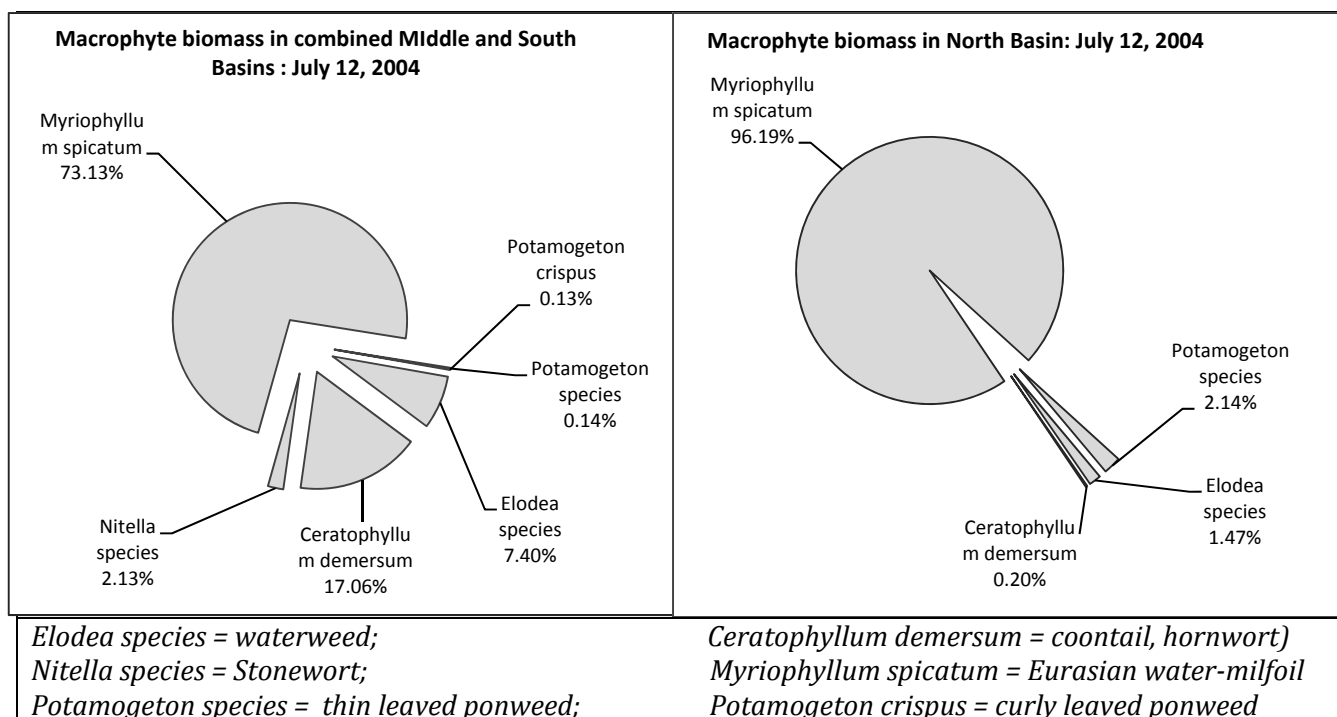 Macrophyte biomass in combined MIddle and South
Basins : July 12, 2004
Myriophyllu
m spicatum
73.13%
Potamogeton
crispus
0.13%
Potamogeton
species
0.14%
Elodea
species
7.40%
Ceratophyllu
m demersum
17.06%
Nitella
species
2.13%
Macrophyte biomass in North Basin: July 12, 2004
Myriophyllu
m spicatum
96.19%
Potamogeton
species
2.14%
Elodea
species
1.47%
Ceratophyllu
m demersum
0.20%
Elodea species = waterweed;
Ceratophyllum demersum = coontail, hornwort)
Nitella species = Stonewort;
Myriophyllum spicatum = Eurasian water-milfoil
Potamogeton species = thin leaved ponweed;
Potamogeton crispus = curly leaved ponweed